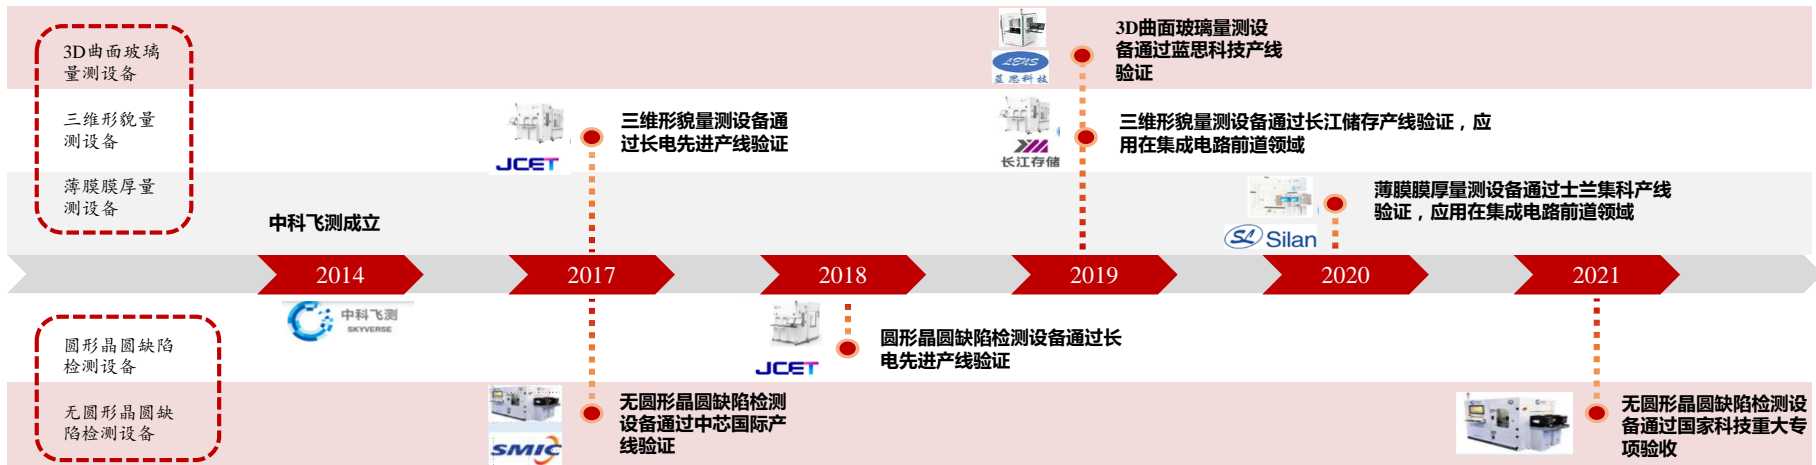 3D曲面玻璃
量测设备
三维形貌量
测设备
薄膜膜厚量
测设备
LENS
蓝思科技
3D曲面玻璃量测设
备通过蓝思科技产线
验证
JCET
三维形貌量测设备通
过长电先进产线验证
长江存储
三维形貌量测设备通过长江储存产线验证，应
用在集成电路前道领域
Silan
薄膜膜厚量测设备通过士兰集科产线
验证，应用在集成电路前道领域
中科飞测成立
2014
2017
2018
2019
2020
2021
中科飞测
SKYVERSE
圆形晶圆缺陷
检测设备
无圆形晶圆缺
陷检测设备
JCET
圆形晶圆缺陷检测设备通过长
电先进产线验证
SMIC
无圆形晶圆缺陷检测
设备通过中芯国际产
线验证
无圆形晶圆缺陷检测设
备通过国家科技重大专
项验收